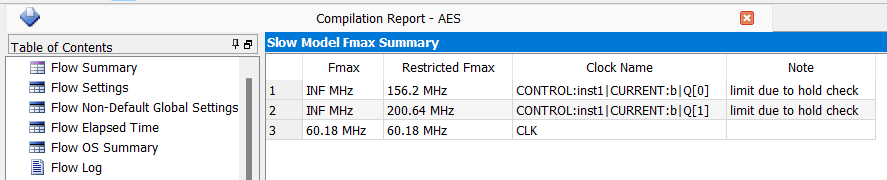 Compilation Report - AES
Table of Contents
Flow Summary
Flow Settings
Flow Non-Default Global Settings
Flow Elapsed Time
Flow OS Summary
Flow Log
Slow Model Fmax Summary
Fmax Restricted Fmax Clock Name Note
1 INF MHz 156.2 MHz CONTROL:inst1|CURRENT:b|Q[0] limit due to hold check
2 INF MHz 200.64 MHz CONTROL:inst1|CURRENT:b|Q[1] limit due to hold check
3 60.18 MHz 60.18 MHz CLK